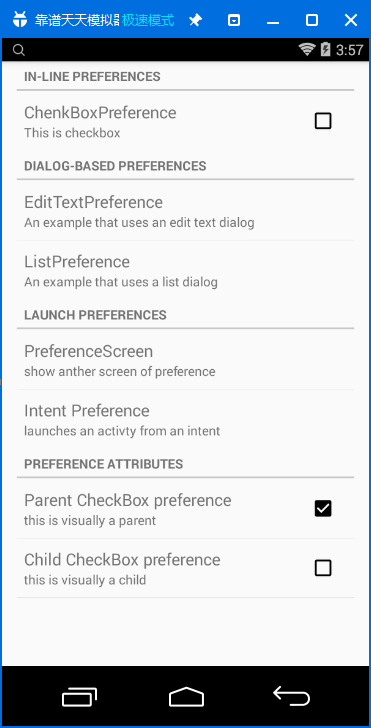 靠谱天天模拟器 极速模式
3:57
IN-LINE PREFERENCES
ChenkBoxPreference
This is checkbox
DIALOG-BASED PREFERENCES
EditTextPreference
An example that uses an edit text dialog
ListPreference
An example that uses a list dialog
LAUNCH PREFERENCES
PreferenceScreen
show anther screen of preference
Intent Preference
launches an activty from an intent
PREFERENCE ATTRIBUTES
Parent CheckBox preference
this is visually a parent
Child CheckBox preference
this is visually a child